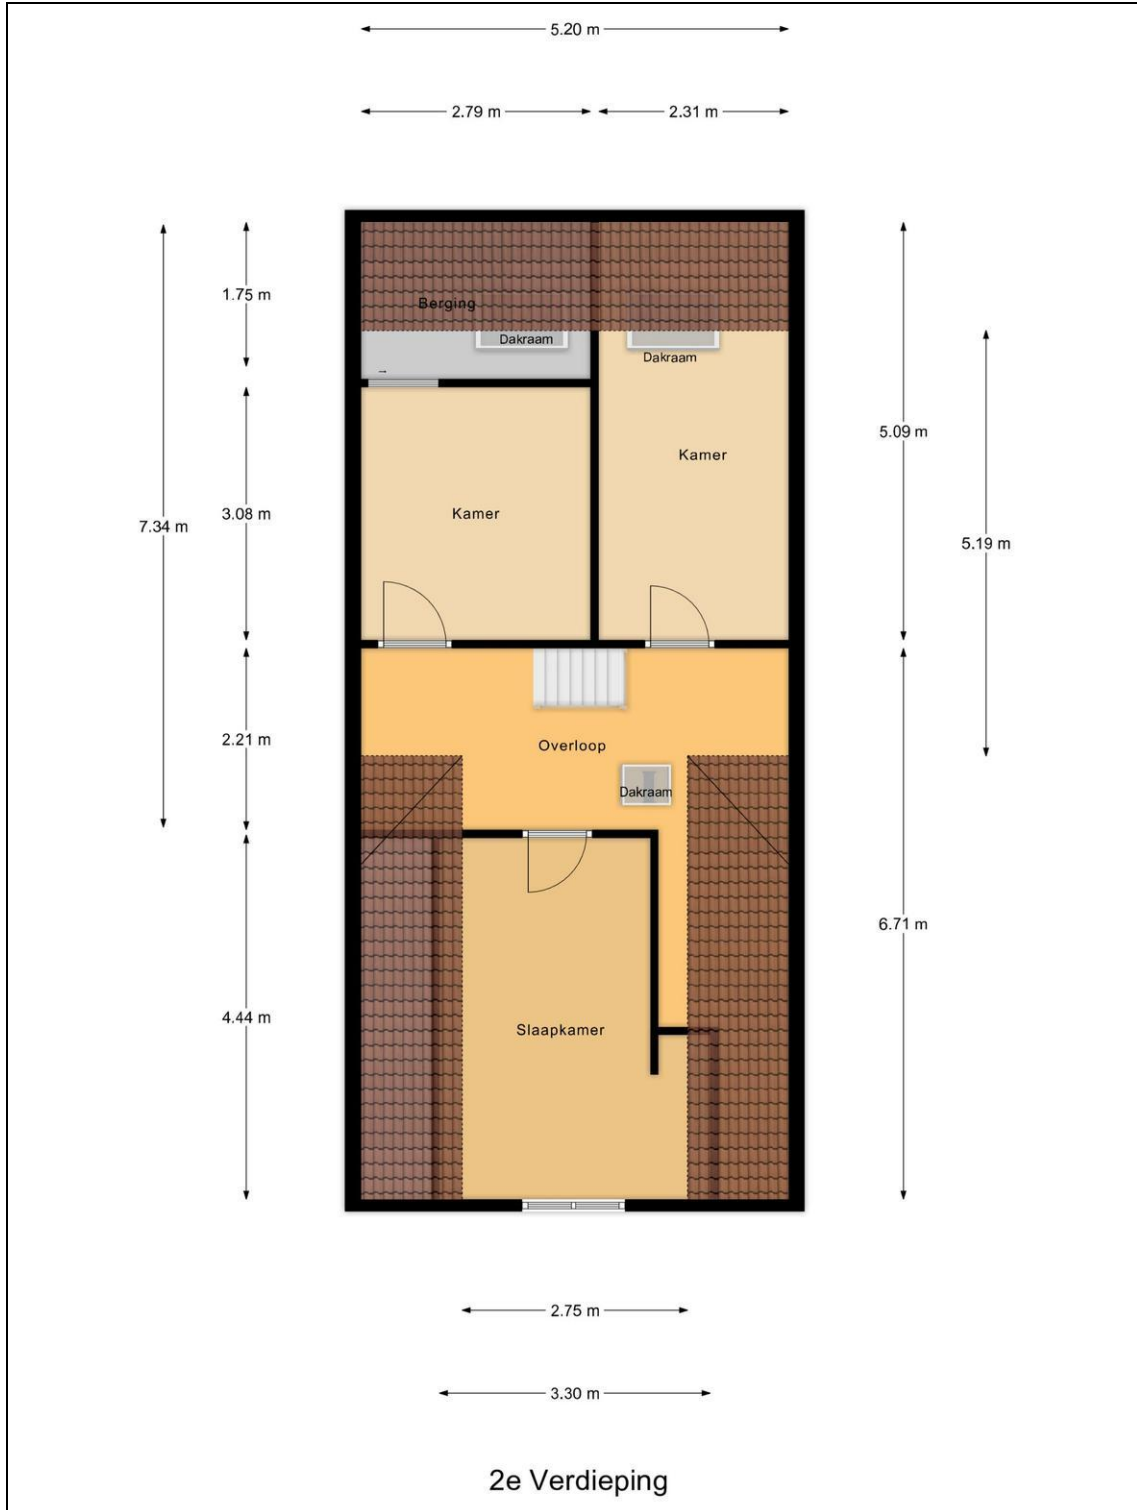 5.20 m
2.79 m
2.31 m
1.75 m
Berging
Dakraam
Dakraam
5.09 m
Kamer
3.08 m
Kamer
7.34 m
5.19 m
2.21 m
Overloop
Dakraam
6.71 m
4.44 m
Slaapkamer
2.75 m
3.30 m
2e Verdieping